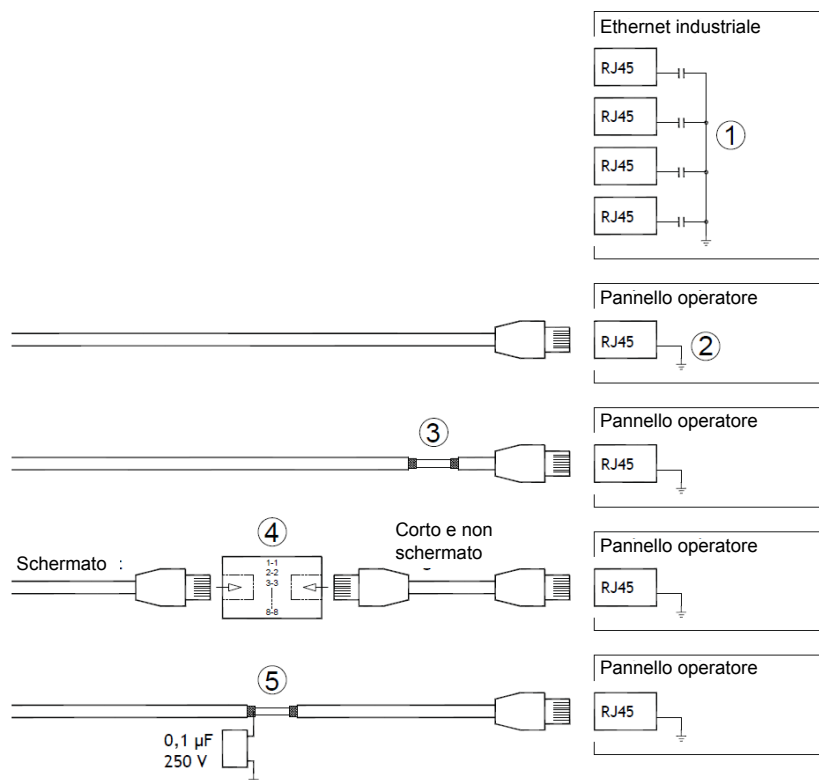 Ethernet industriale
RJ45
RJ45
1
RJ45
RJ45
Pannello operatore
RJ45
2
Pannello operatore
3
RJ45
4
Corto e non
schermato
Pannello operatore
Schermato :
1-1
2-2
3-3
8-8
RJ45
Pannello operatore
5
RJ45
0,1 µF
250 V